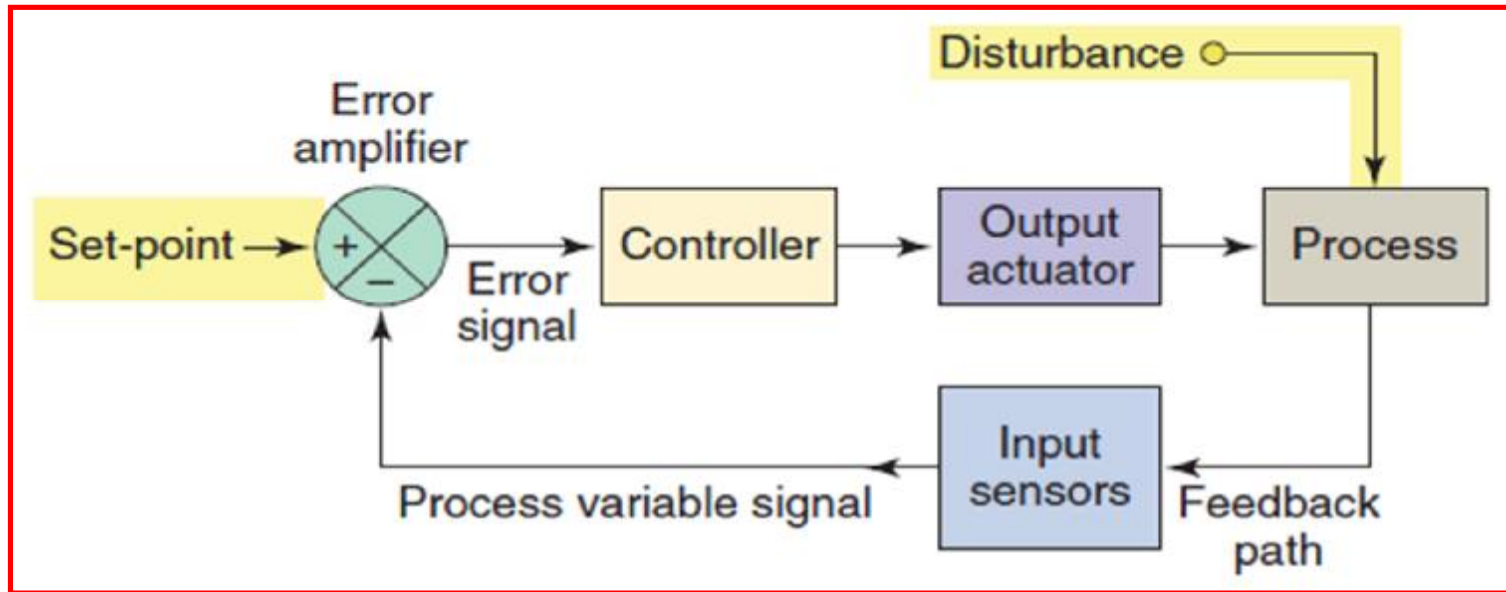 Disturbance
Error
amplifier
Set-point
+
–
Error
signal
Controller
Output
actuator
Process
Input
sensors
Process variable signal
Feedback
path